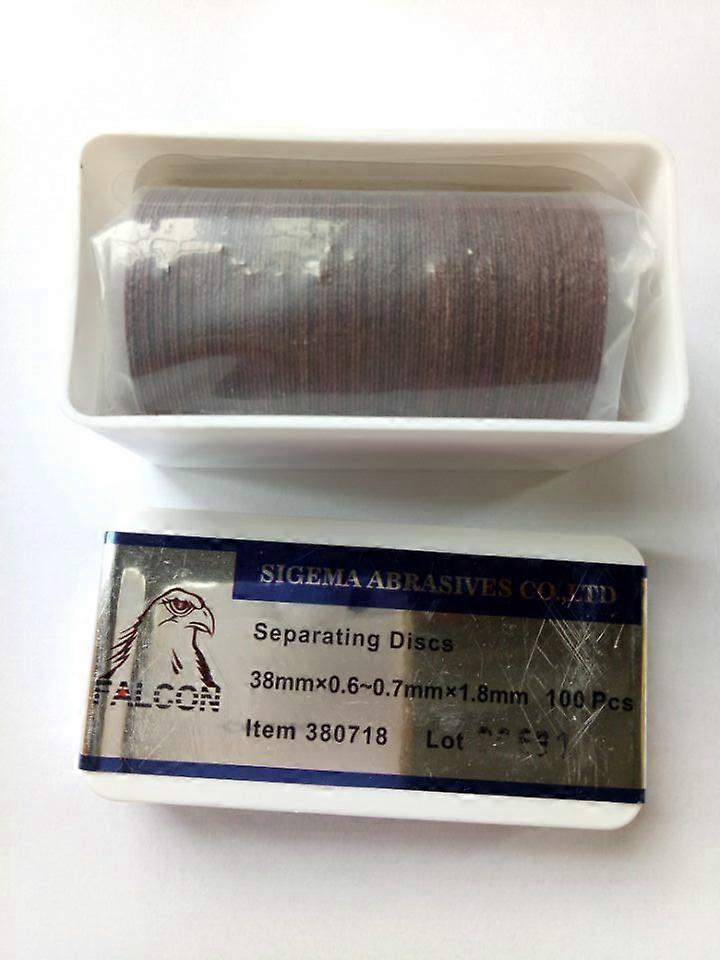 SIGEMA ABRASIVES CO.,LTD
Separating Discs
38mm×0.6~0.7mm×1.8mm 100 Pcs
FALCON
Item 380718 Lot